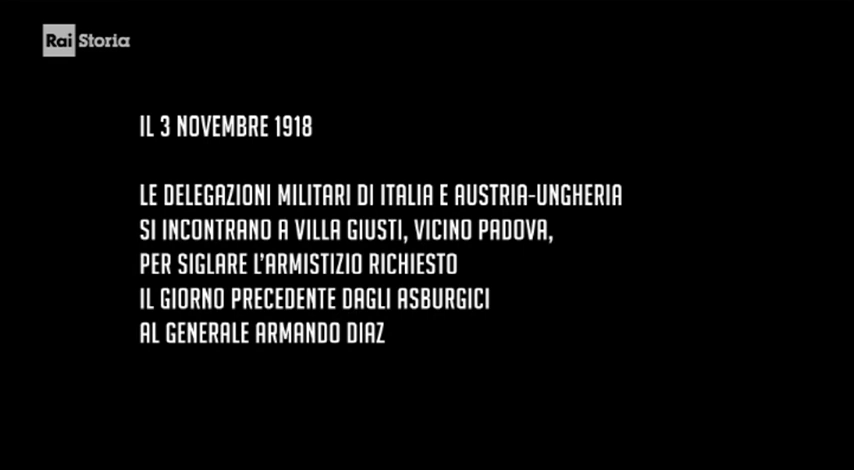 Rai Storia
IL 3 NOVEMBRE 1918
LE DELEGAZIONI MILITARI DI ITALIA E AUSTRIA-UNGHERIA
SI INCONTRANO A VILLA GIUSTI, VICINO PADOVA,
PER SIGLARE L'ARMISTIZIO RICHIESTO
IL GIORNO PRECEDENTE DAGLI ASBURGICI
AL GENERALE ARMANDO DIAZ